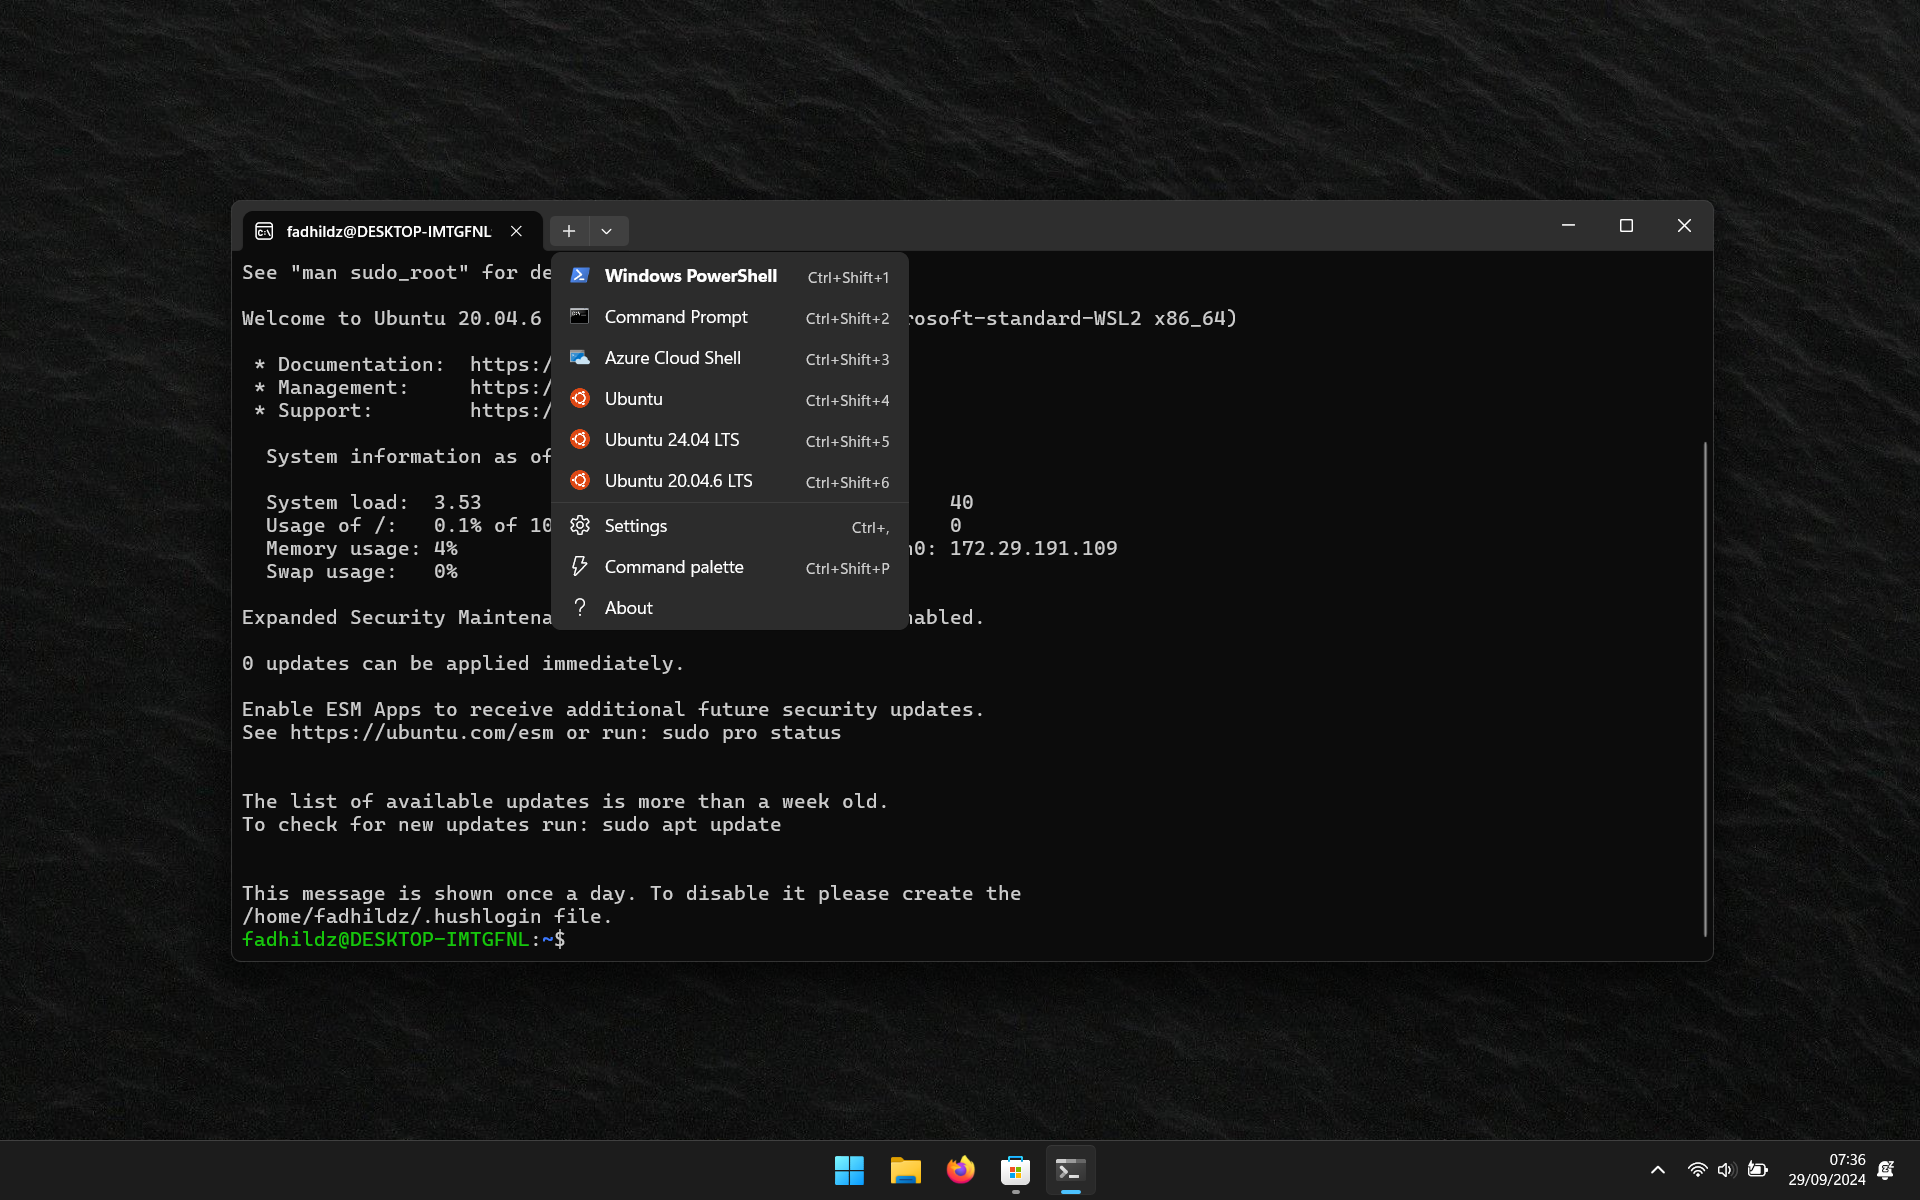 fadhildz@DESKTOP-IMTGFNL
See "man sudo_root" for de
Welcome to Ubuntu 20.04.6 rosoft-standard-WSL2 x86_64)
* Documentation: https:/
* Management: https:/
* Support: https:/
System information as of
System load: 3.53 40
Usage of /: 0.1% of 10 0
Memory usage: 4% n0: 172.29.191.109
Swap usage: 0%
Expanded Security Maintena nabled.
0 updates can be applied immediately.
Enable ESM Apps to receive additional future security updates.
See https://ubuntu.com/esm or run: sudo pro status
The list of available updates is more than a week old.
To check for new updates run: sudo apt update
This message is shown once a day. To disable it please create the
/home/fadhildz/.hushlogin file.
fadhildz@DESKTOP-IMTGFNL:~$
Windows PowerShell Ctrl+Shift+1
Command Prompt Ctrl+Shift+2
Azure Cloud Shell Ctrl+Shift+3
Ubuntu Ctrl+Shift+4
Ubuntu 24.04 LTS Ctrl+Shift+5
Ubuntu 20.04.6 LTS Ctrl+Shift+6
Settings Ctrl+,
Command palette Ctrl+Shift+P
About
07:36
29/09/2024